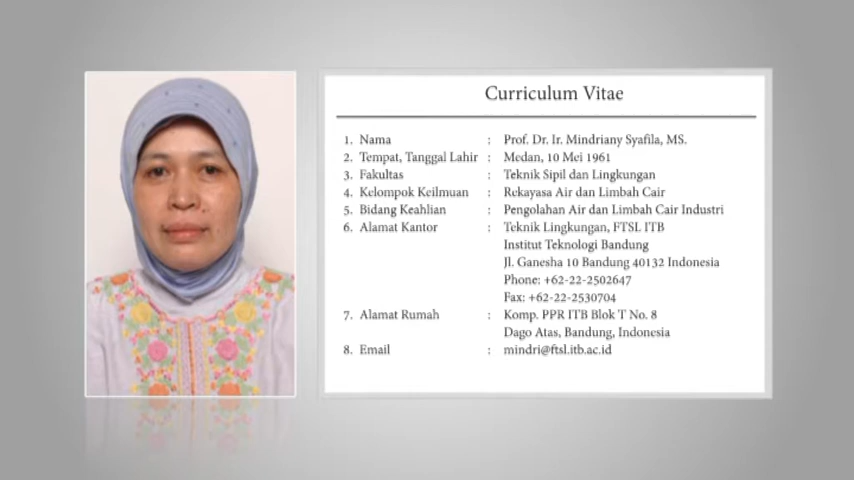 Curriculum Vitae
1. Nama : Prof. Dr. Ir. Mindriany Syafila, MS.
2. Tempat, Tanggal Lahir : Medan, 10 Mei 1961
3. Fakultas : Teknik Sipil dan Lingkungan
4. Kelompok Keilmuan : Rekayasa Air dan Limbah Cair
5. Bidang Keahlian : Pengolahan Air dan Limbah Cair Industri
6. Alamat Kantor : Teknik Lingkungan, FTSL ITB
Institut Teknologi Bandung
Jl. Ganesha 10 Bandung 40132 Indonesia
Phone: +62-22-2502647
Fax: +62-22-2530704
7. Alamat Rumah : Komp. PPR ITB Blok T No. 8
Dago Atas, Bandung, Indonesia
8. Email : mindri@ftsl.itb.ac.id